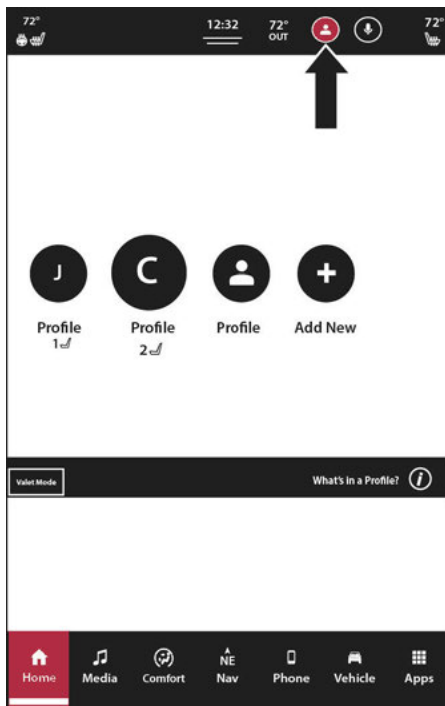 72°
12:32
72°
OUT
72°
J
C
Profile
1
Profile
2
Profile
Add New
Valet Mode
What's in a Profile?
i
Home
Media
Comfort
NE
Nav
Phone
Vehicle
Apps